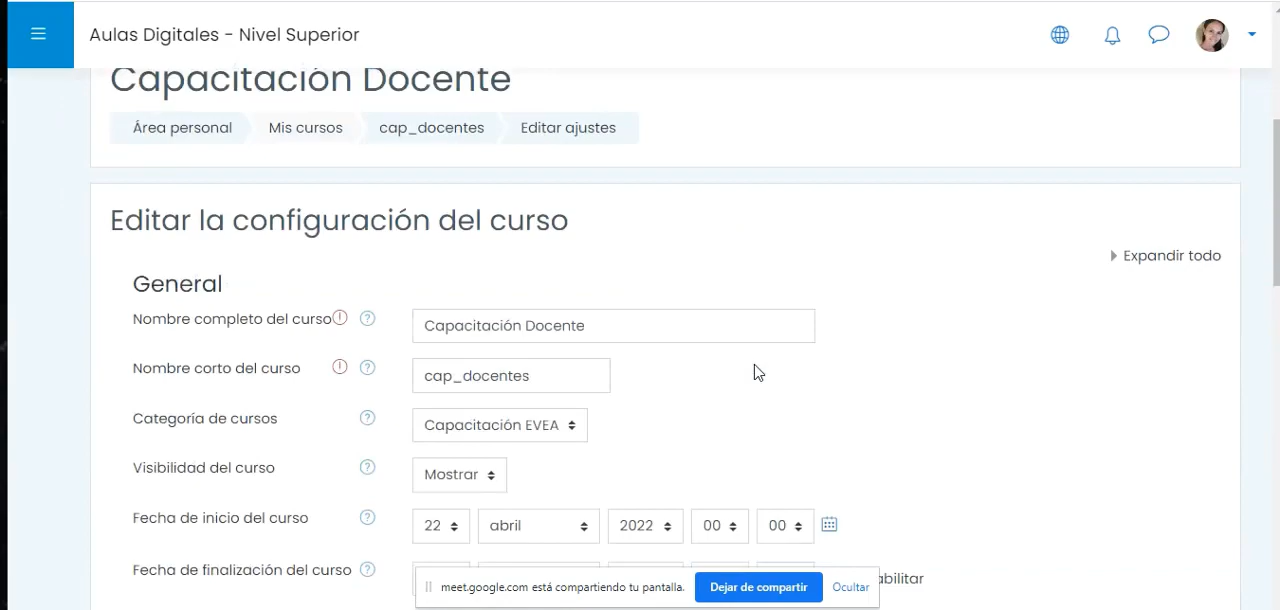 Aulas Digitales - Nivel Superior
Capacitación Docente
Área personal Mis cursos cap_docentes Editar ajustes
Editar la configuración del curso
Expandir todo
General
Nombre completo del curso Capacitación Docente
Nombre corto del curso cap_docentes
Categoría de cursos Capacitación EVEA
Visibilidad del curso Mostrar
Fecha de inicio del curso 22 abril 2022 00 00
Fecha de finalización del curso abilitar
meet.google.com está compartiendo tu pantalla. Dejar de compartir Ocultar